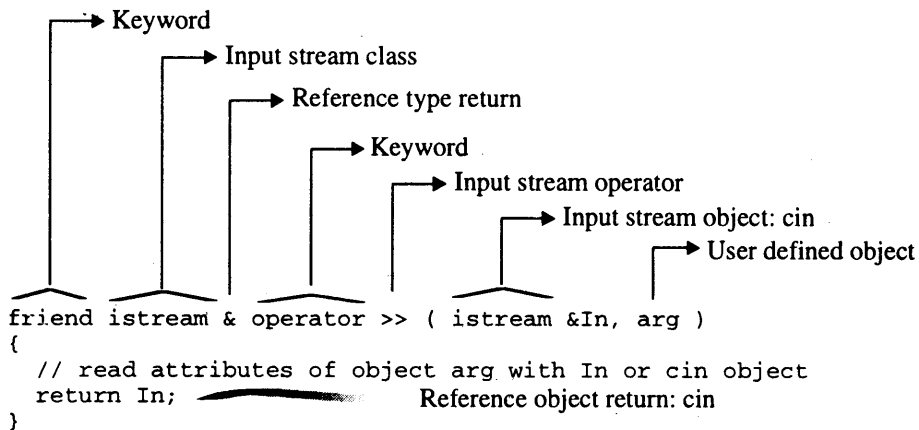 Keyword
Input stream class
Reference type return
Keyword
Input stream operator
Input stream object: cin
User defined object
friend istream & operator >> ( istream &In, arg )
{
// read attributes of object arg with In or cin object
return In; Reference object return: cin
}